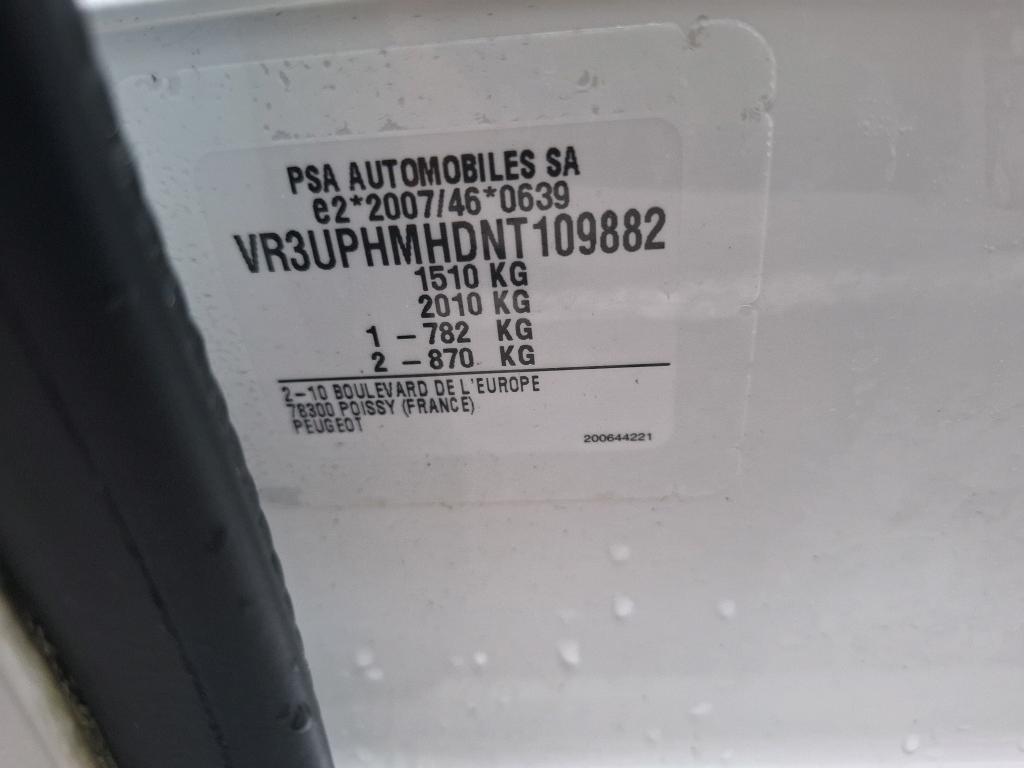 PSA AUTOMOBILES SA
e2*2007/46*0639
VR3UPHMHDNT109882
1510 KG
2010 KG
1 – 782 KG
2 – 870 KG
2–10 BOULEVARD DE L'EUROPE
78300 POISSY (FRANCE)
PEUGEOT
200644221